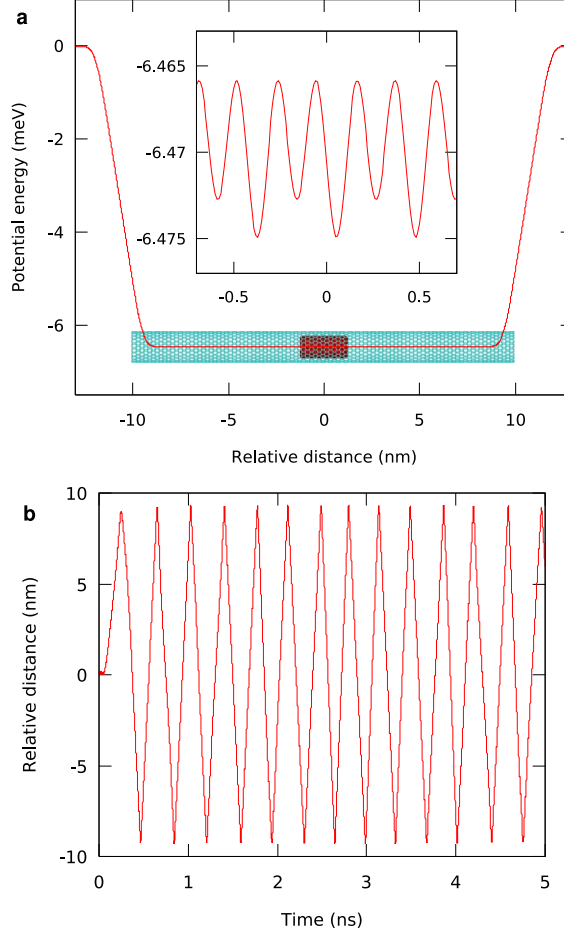 a
Potential energy (meV)
0
-2
-4
-6
-6.465
-6.47
-6.475
-0.5 0 0.5
-10 -5 0 5 10
Relative distance (nm)
b
Relative distance (nm)
10
5
0
-5
-10
0 1 2 3 4 5
Time (ns)